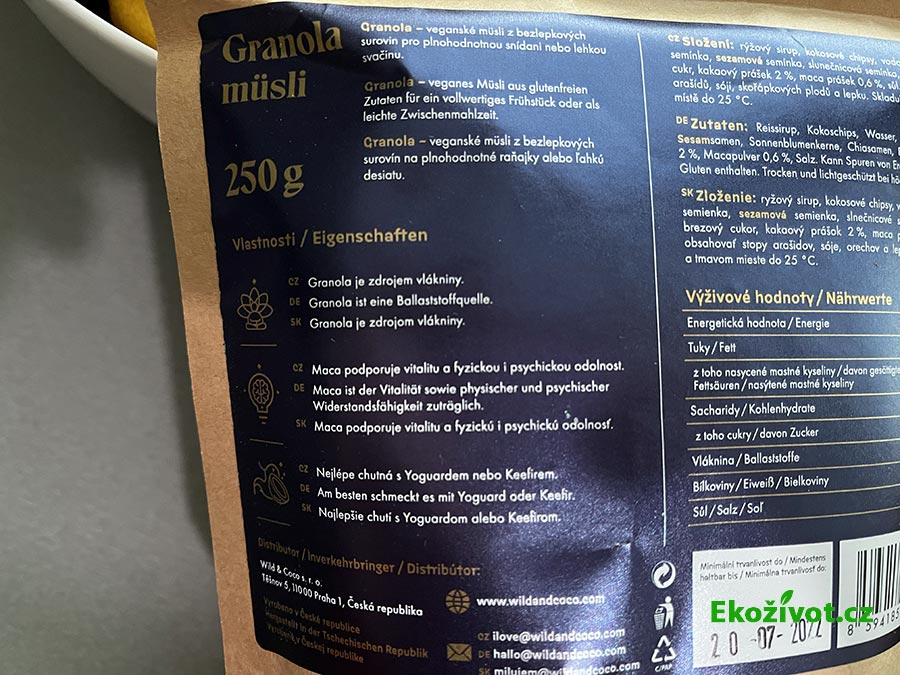 Granola
müsli
250 g
Granola – veganské müsli z bezlepkových
surovin pro plnohodnotnou snídani nebo lehkou
svačinu.
Granola – veganes Müsli aus glutenfreien
Zutaten für ein vollwertiges Frühstück oder als
leichte Zwischenmahlzeit.
Granola – veganské müsli z bezlepkových
surovín na plnohodnotné raňajky alebo ľahkú
desiatu.
Vlastnosti / Eigenschaften
CZ Granola je zdrojem vlákniny.
DE Granola ist eine Ballaststoffquelle.
SK Granola je zdrojom vlákniny.
CZ Maca podporuje vitalitu a fyzickou i psychickou odolnost.
DE Maca ist der Vitalität sowie physischer und psychischer
Widerstandsfähigkeit zuträglich.
SK Maca podporuje vitalitu a fyzickú i psychickú odolnosť.
CZ Nejlépe chutná s Yoguardem nebo Keefirem.
DE Am besten schmeckt es mit Yoguard oder Keefir.
SK Najlepšie chutí s Yoguardom alebo Keefirom.
Distributor / Inverkehrbringer / Distribútor:
Wild & Coco s. r. o.
Těšnov 5, 11000 Praha 1, Česká republika
Vyrobeno v České republice
Hergestellt in der Tschechischen Republik
Vyrobené v Českej republike
www.wildandcoco.com
CZ ilove@wildandcoco.com
DE hallo@wildandcoco.com
SK milujem@wildandcoco.com
CZ Složení: rýžový sirup, kokosové chipsy,
semínka, sezamová semínka, slunečnicová semínka,
cukr, kakaový prášek 2 %, maca prášek 0,6 %, sůl.
arašídů, sóji, skořápkových plodů a lepku.
místě do 25 °C.
DE Zutaten: Reissirup, Kokoschips, Wasser,
Sesamsamen, Sonnenblumenkerne, Chiasamen,
2 %, Macapulver 0,6 %, Salz. Kann Spuren von
Gluten enthalten. Trocken und lichtgeschützt bei
SK Zloženie: ryžový sirup, kokosové chipsy,
semienka, sezamová semienka, slnečnicové
brezový cukor, kakaový prášok 2 %, maca
obsahovať stopy arašidov, sóje, orechov a
a tmavom mieste do 25 °C.
Výživové hodnoty / Nährwerte
Energetická hodnota / Energie
Tuky / Fett
z toho nasycené mastné kyseliny / davon gesättigte
Fettsäuren / nasýtené mastné kyseliny
Sacharidy / Kohlenhydrate
z toho cukry / davon Zucker
Vláknina / Ballaststoffe
Bílkoviny / Eiweiß / Bielkoviny
Sůl / Salz / Soľ
Minimální trvanlivost do / Mindestens
haltbar bis / Minimálna trvanlivosť do:
20 -07- 2022
8 594185
C/PAP
Ekoživot.cz